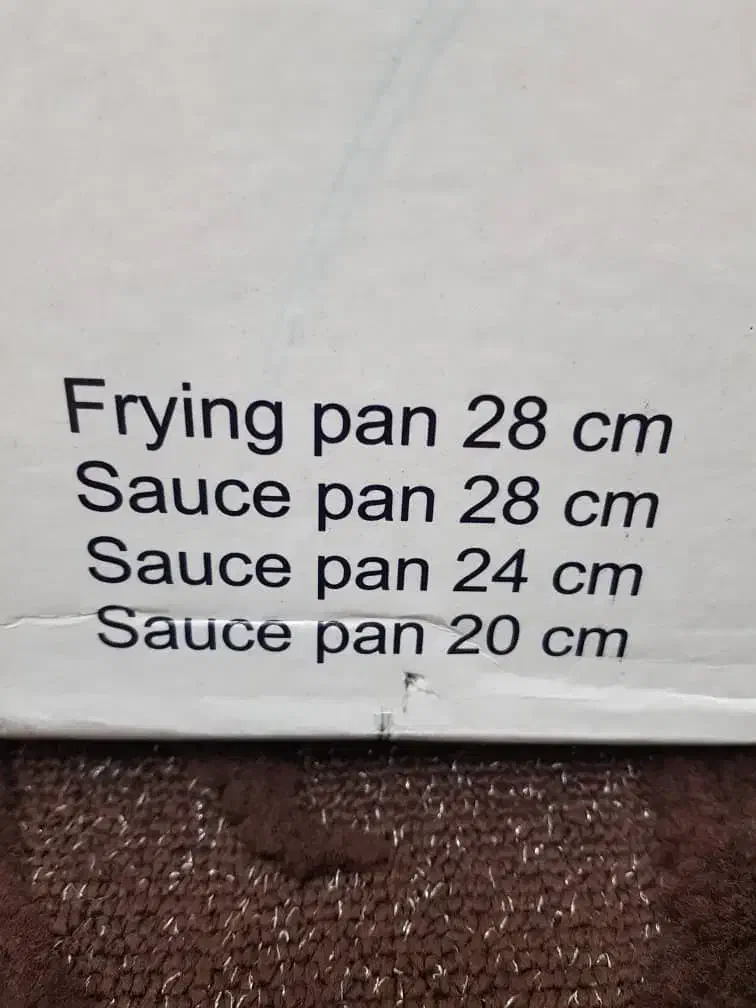 Frying pan 28 cm
Sauce pan 28 cm
Sauce pan 24 cm
Sauce pan 20 cm